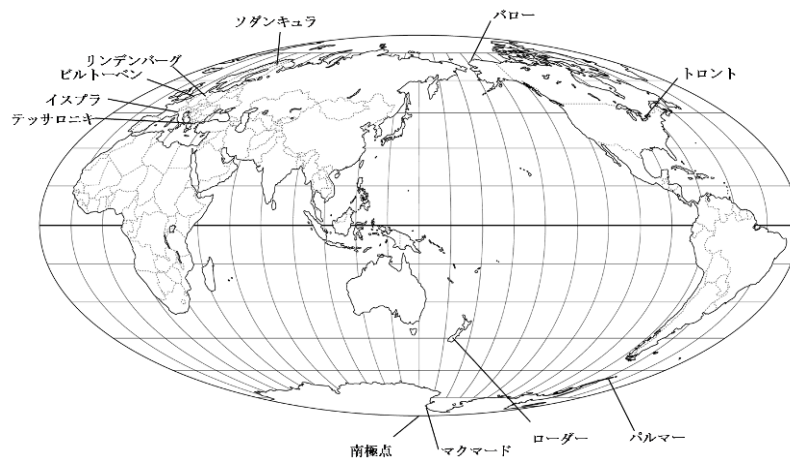 ソダンキュラ
バロー
リンデンバーグ
ビルトーベン
トロント
イスプラ
テッサロニキ
ローダー
パルマー
南極点
マクマード